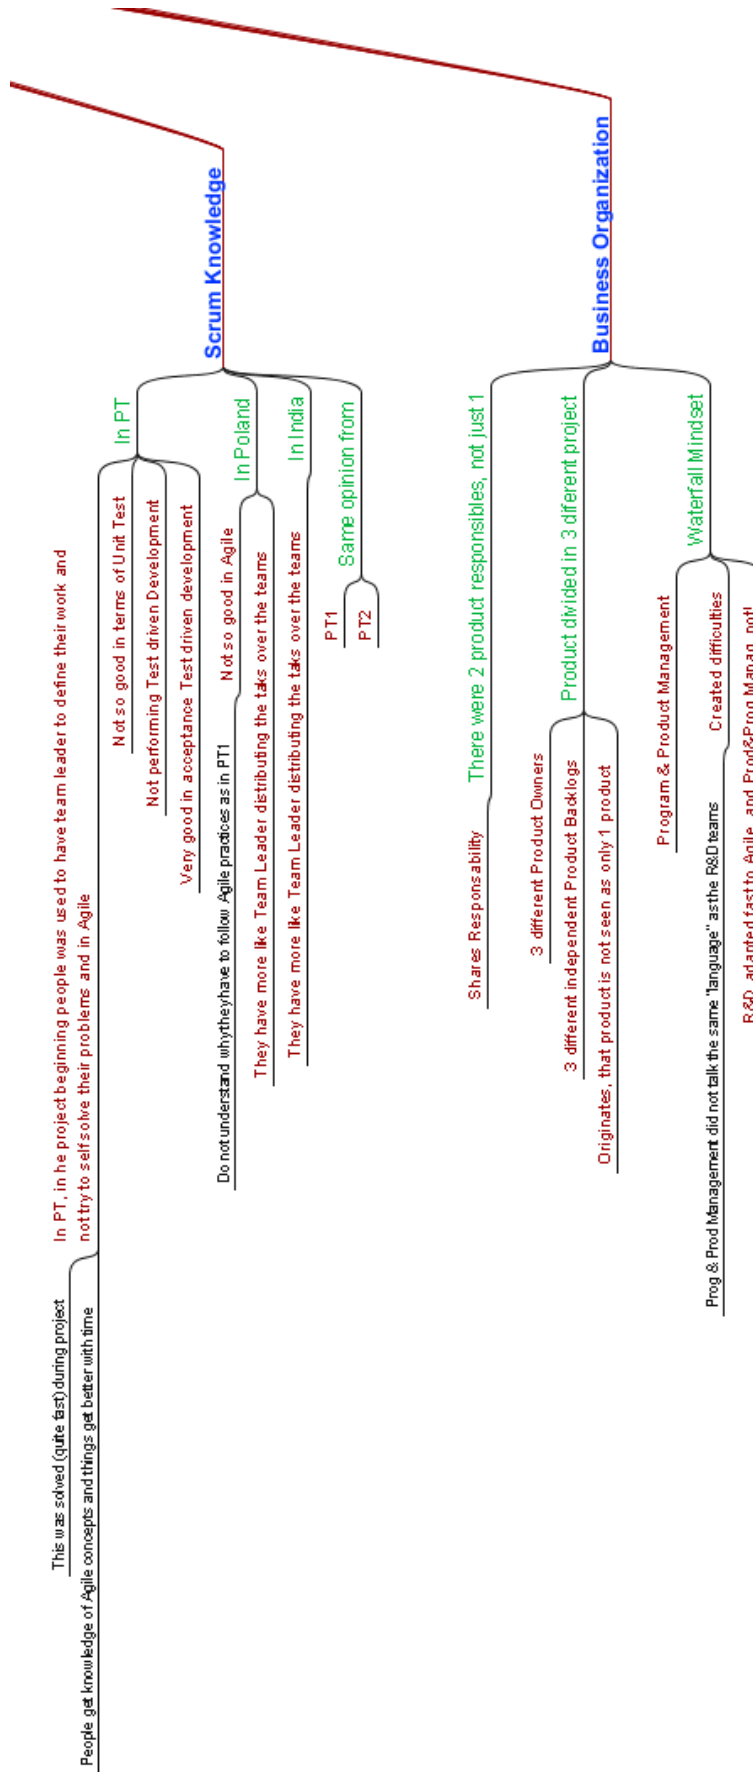 Scrum Knowledge
In PT
In PT, in he project beginning people was used to have team leader to define their work and
not try to self solve their problems and in Agile
This was solved (quite fast) during project
People get knowledge of Agile concepts and things get better with time
Not so good in terms of Unit Test
Not performing Test driven Development
Very good in acceptance Test driven development
In Poland
Not so good in Agile
Do not understand why they have to follow Agile practices as in PT1
They have more like Team Leader distributing the taks over the teams
In India
They have more like Team Leader distributing the taks over the teams
Same opinion from
PT1
PT2
Business Organization
There were 2 product responsibles, not just 1
Shares Responsability
Product divided in 3 different project
3 different Product Owners
3 different independent Product Backlogs
Originates, that product is not seen as only 1 product
Waterfall Mindset
Program & Product Management
Created difficulties
Prog & Prod Management did not talk the same "language" as the R&D teams
R&D adapted fast to Agile, and Prod&Prog Manag. not!